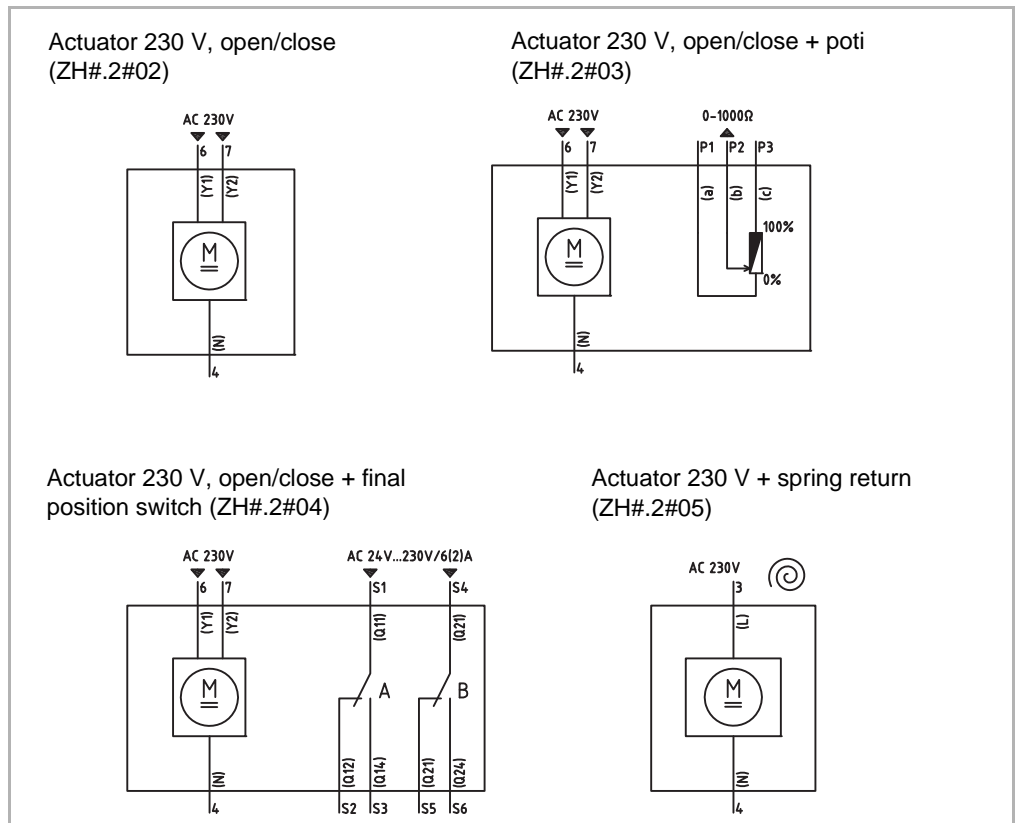 Actuator 230 V, open/close
(ZH#.2#02)
AC 230V
6 7
(Y1) (Y2)
M
(N)
4
Actuator 230 V, open/close + poti
(ZH#.2#03)
AC 230V 0-1000Ω
6 7 P1 P2 P3
(Y1) (Y2) (a) (b) (c)
100%
M
0%
(N)
4
Actuator 230 V, open/close + final
position switch (ZH#.2#04)
AC 230V AC 24V...230V/6(2)A
6 7 S1 S4
(Y1) (Y2) (Q11) (Q21)
M A B
(N) (Q12) (Q14) (Q21) (Q24)
4 S2 S3 S5 S6
Actuator 230 V + spring return
(ZH#.2#05)
AC 230V
3
(L)
M
(N)
4